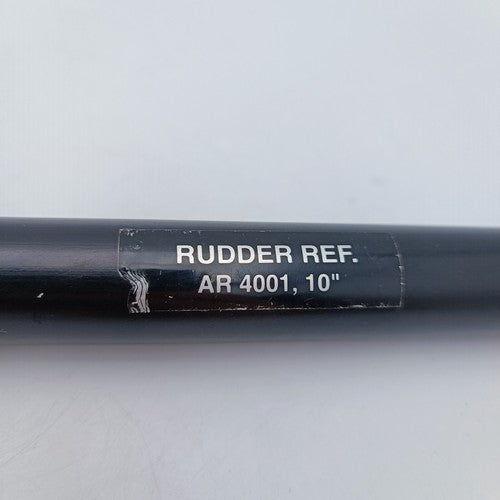 RUDDER REF.
AR 4001, 10"